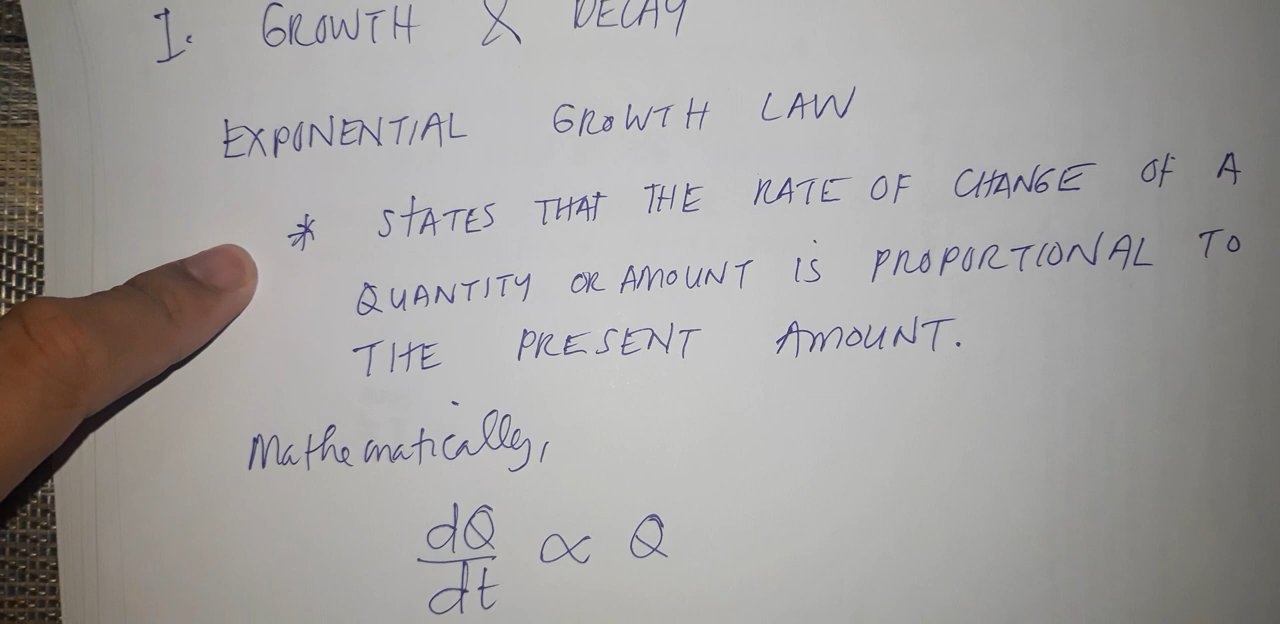 I. GROWTH & DECAY
EXPONENTIAL GROWTH LAW
* STATES THAT THE RATE OF CHANGE OF A
QUANTITY OR AMOUNT IS PROPORTIONAL TO
THE PRESENT AMOUNT.
Mathematically,
dQ/dt ∝ Q